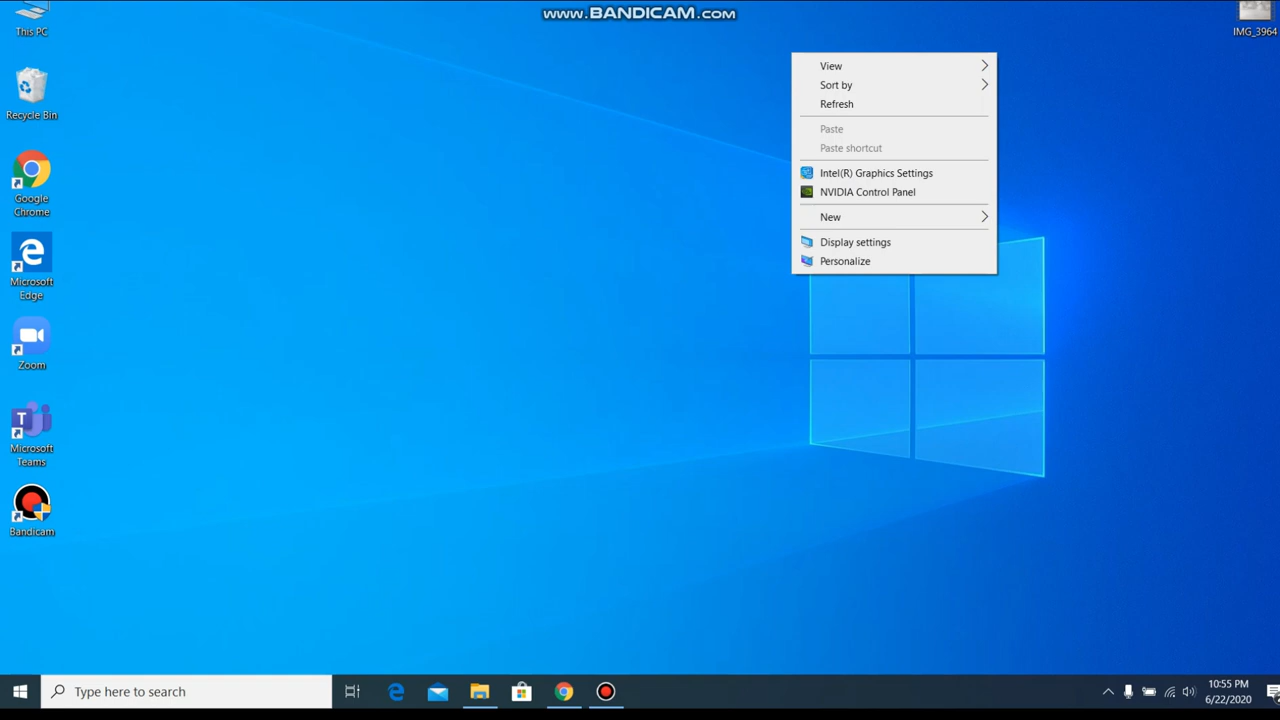 www.BANDICAM.com
This PC
IMG_3964
Recycle Bin
Google
Chrome
Microsoft
Edge
Zoom
Microsoft
Teams
Bandicam
View
Sort by
Refresh
Paste
Paste shortcut
Intel(R) Graphics Settings
NVIDIA Control Panel
New
Display settings
Personalize
Type here to search
10:55 PM
6/22/2020